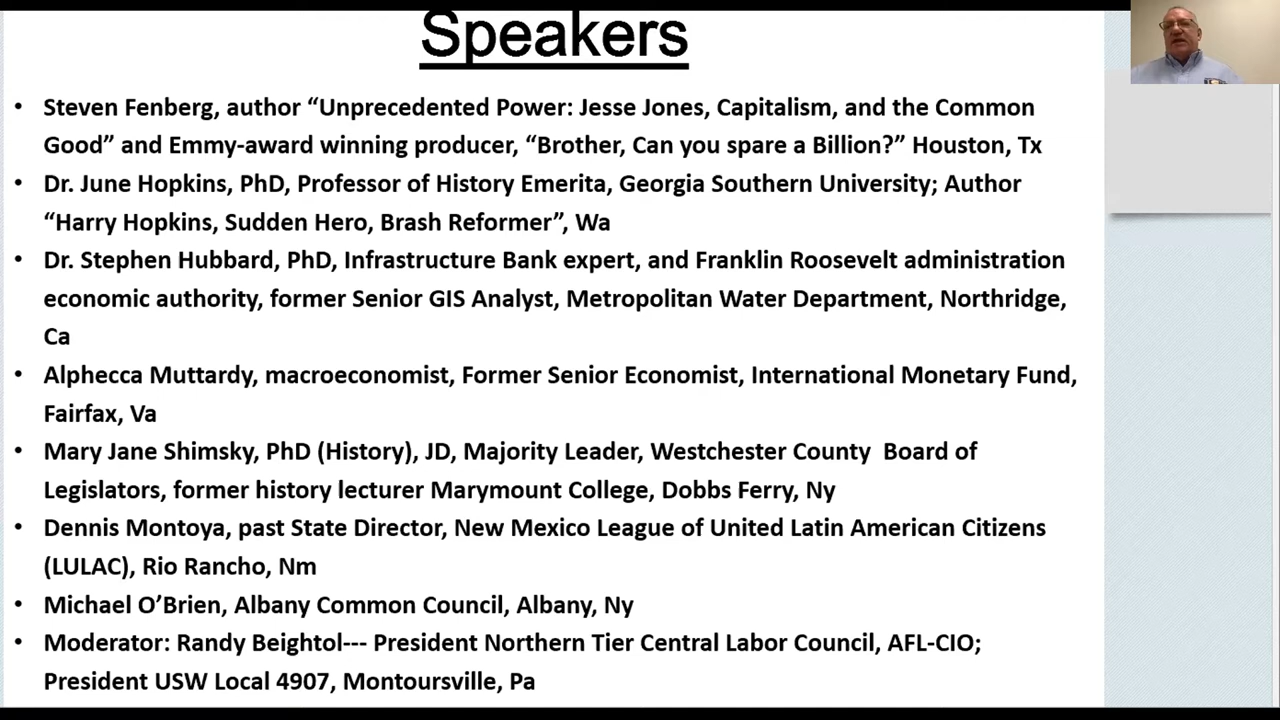 Speakers
• Steven Fenberg, author “Unprecedented Power: Jesse Jones, Capitalism, and the Common
Good” and Emmy-award winning producer, “Brother, Can you spare a Billion?” Houston, Tx
• Dr. June Hopkins, PhD, Professor of History Emerita, Georgia Southern University; Author
“Harry Hopkins, Sudden Hero, Brash Reformer”, Wa
• Dr. Stephen Hubbard, PhD, Infrastructure Bank expert, and Franklin Roosevelt administration
economic authority, former Senior GIS Analyst, Metropolitan Water Department, Northridge,
Ca
• Alphecca Muttardy, macroeconomist, Former Senior Economist, International Monetary Fund,
Fairfax, Va
• Mary Jane Shimsky, PhD (History), JD, Majority Leader, Westchester County  Board of
Legislators, former history lecturer Marymount College, Dobbs Ferry, Ny
• Dennis Montoya, past State Director, New Mexico League of United Latin American Citizens
(LULAC), Rio Rancho, Nm
• Michael O’Brien, Albany Common Council, Albany, Ny
• Moderator: Randy Beightol--- President Northern Tier Central Labor Council, AFL-CIO;
President USW Local 4907, Montoursville, Pa